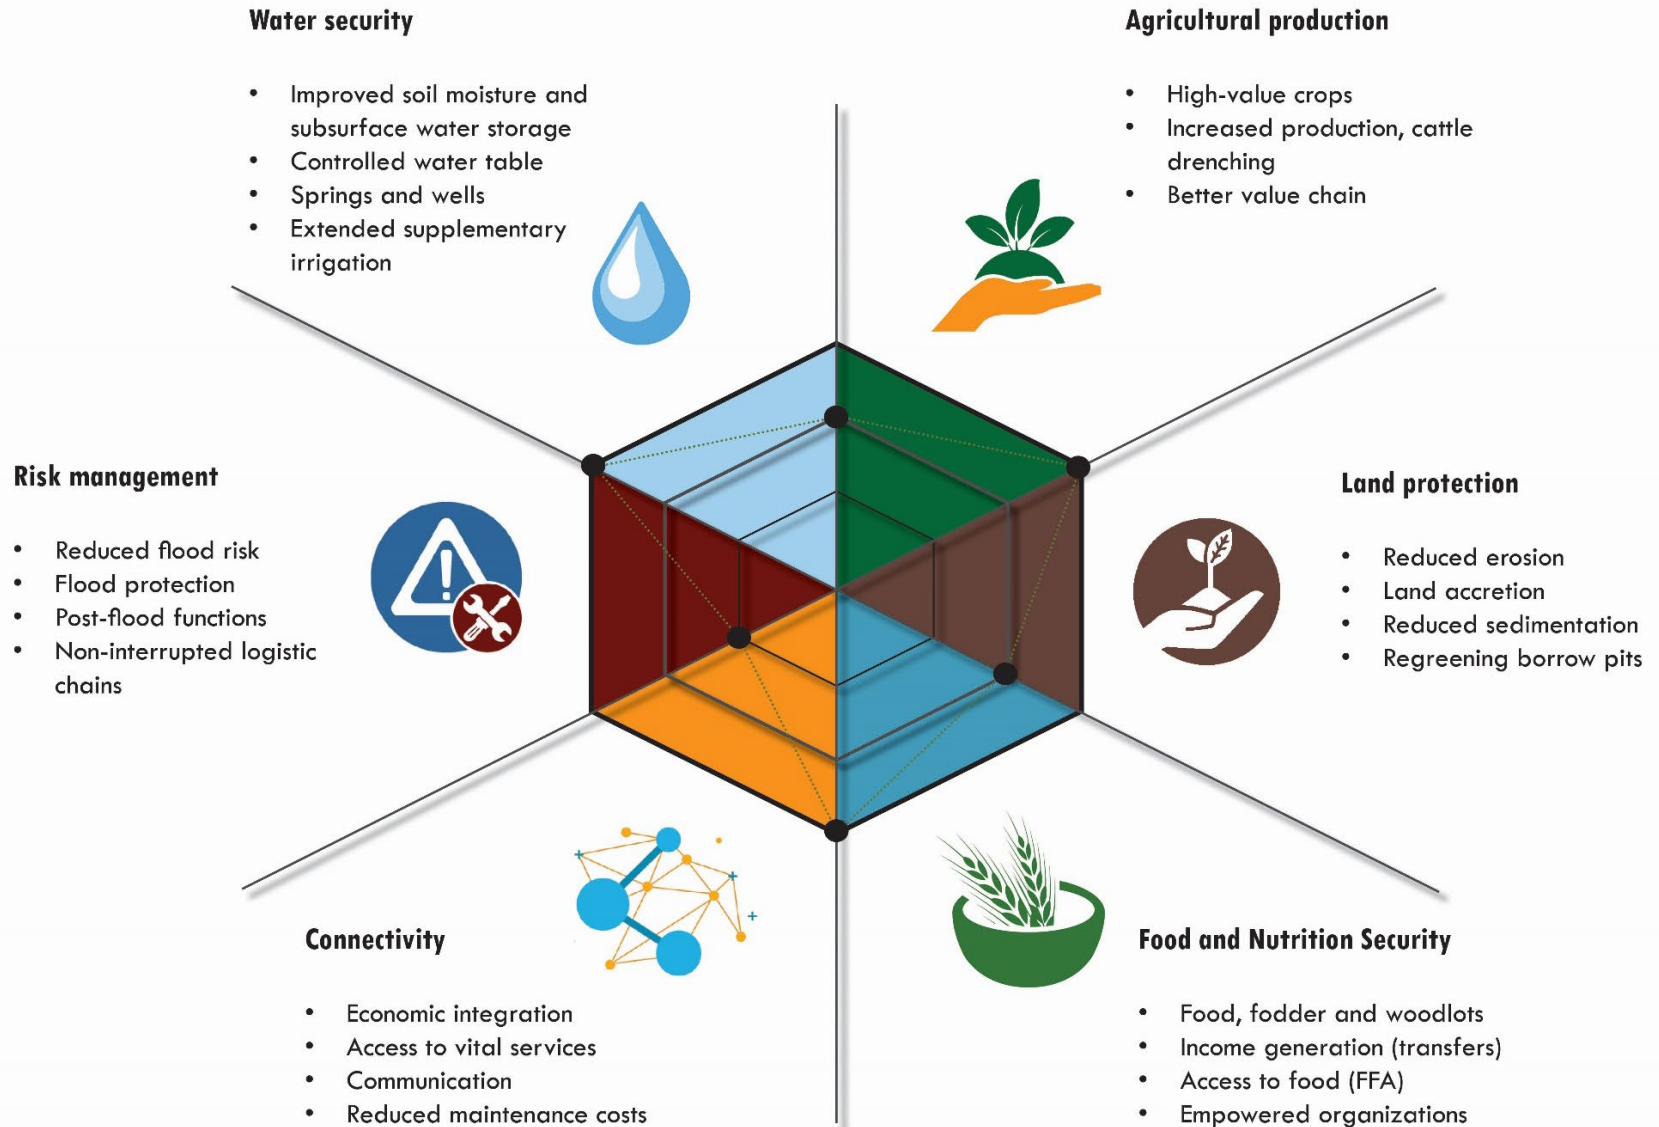 Water security
• Improved soil moisture and
subsurface water storage
• Controlled water table
• Springs and wells
• Extended supplementary
irrigation
Agricultural production
• High-value crops
• Increased production, cattle
drenching
• Better value chain
Risk management
• Reduced flood risk
• Flood protection
• Post-flood functions
• Non-interrupted logistic
chains
Land protection
• Reduced erosion
• Land accretion
• Reduced sedimentation
• Regreening borrow pits
Connectivity
• Economic integration
• Access to vital services
• Communication
• Reduced maintenance costs
Food and Nutrition Security
• Food, fodder and woodlots
• Income generation (transfers)
• Access to food (FFA)
• Empowered organizations